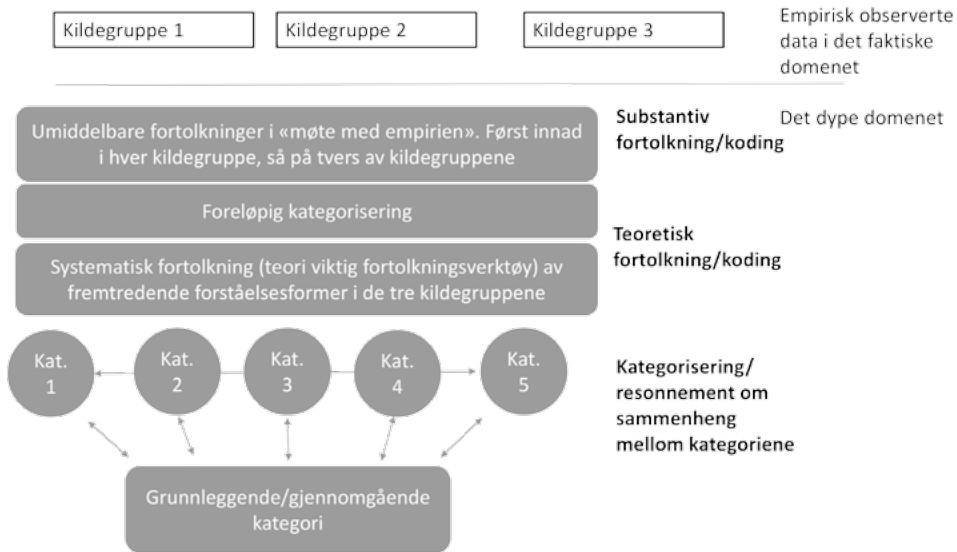 Kildegruppe 1
Kildegruppe 2
Kildegruppe 3
Empirisk observerte
data i det faktiske
domenet
Umiddelbare fortolkninger i «møte med empirien». Først innad
i hver kildegruppe, så på tvers av kildegruppene
Substantiv
fortolkning/koding
Det dype domenet
Foreløpig kategorisering
Teoretisk
fortolkning/koding
Systematisk fortolkning (teori viktig fortolkningsverktøy) av
fremtredende forståelsesformer i de tre kildegruppene
Kat.
1
Kat.
2
Kat.
3
Kat.
4
Kat.
5
Kategorisering/
resonnement om
sammenheng
mellom kategoriene
Grunnleggende/gjennomgående
kategori